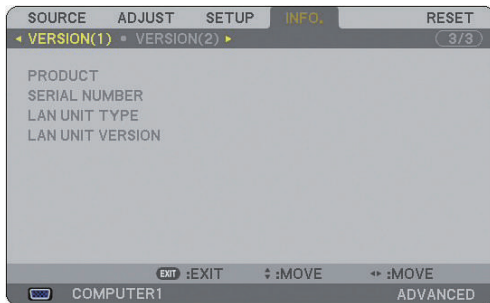 SOURCE ADJUST SETUP INFO. RESET
VERSION(1) VERSION(2) 3/3
PRODUCT
SERIAL NUMBER
LAN UNIT TYPE
LAN UNIT VERSION
EXIT :EXIT :MOVE :MOVE
COMPUTER1 ADVANCED